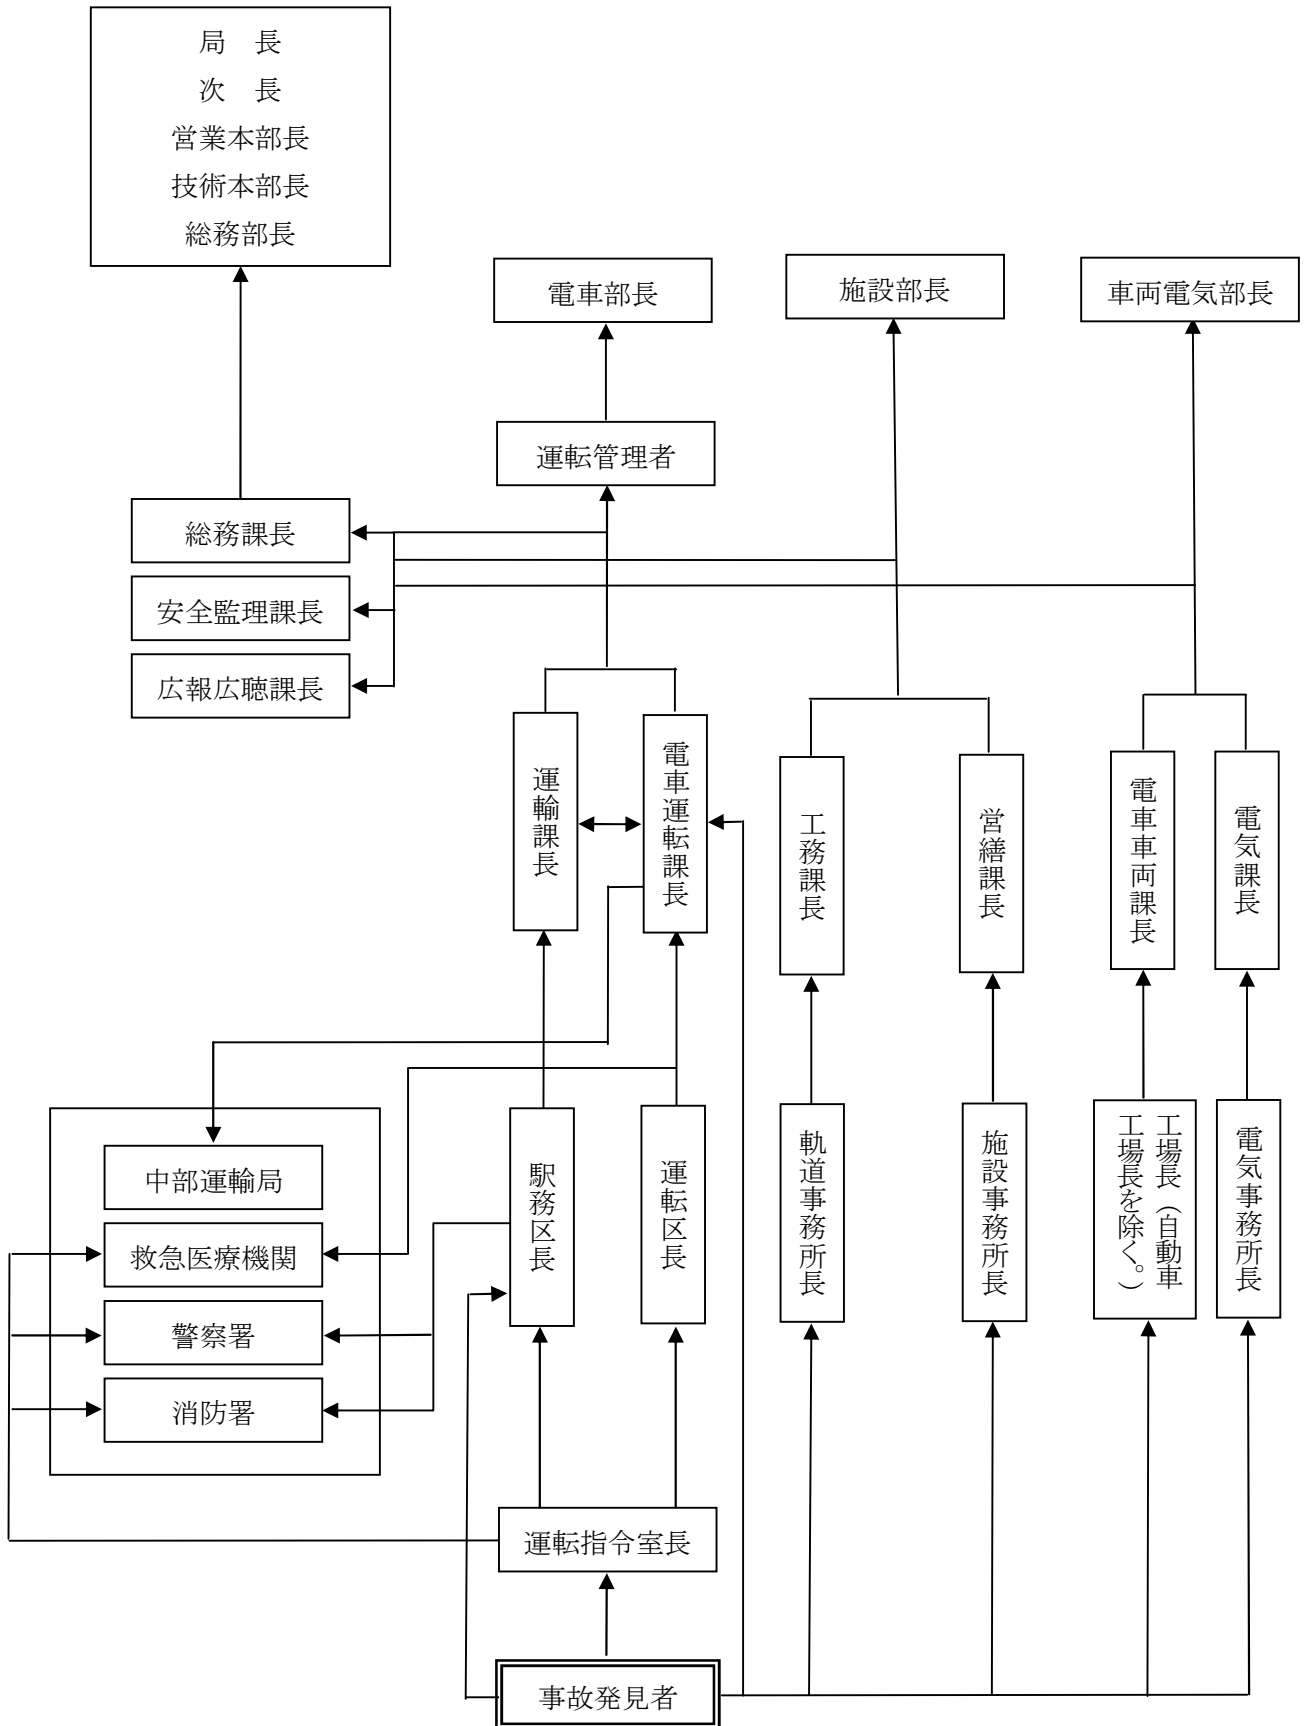 局　長
次　長
営業本部長
技術本部長
総務部長
電車部長
施設部長
車両電気部長
運転管理者
総務課長
安全監理課長
広報広聴課長
運輸課長
電車運転課長
工務課長
営繕課長
電車車両課長
電気課長
中部運輸局
救急医療機関
警察署
消防署
駅務区長
運転区長
軌道事務所長
施設事務所長
工場長（自動車
工場長を除く。）
電気事務所長
運転指令室長
事故発見者